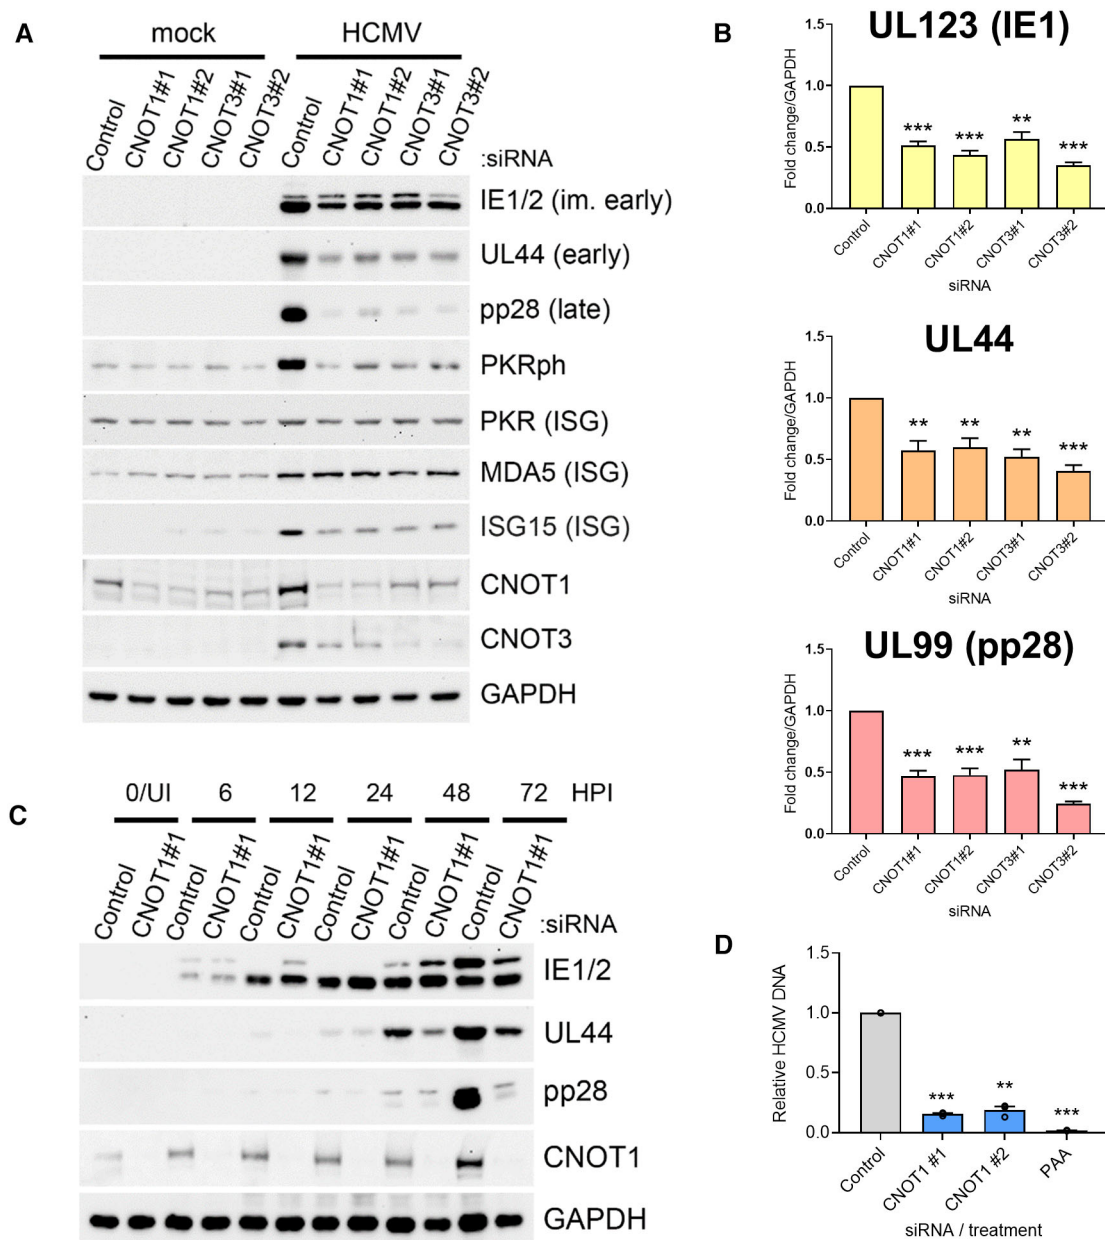 A
mock
HCMV
Control
CNOT1#1
CNOT1#2
CNOT3#1
CNOT3#2
Control
CNOT1#1
CNOT1#2
CNOT3#1
CNOT3#2
:siRNA
IE1/2 (im. early)
UL44 (early)
pp28 (late)
PKRph
PKR (ISG)
MDA5 (ISG)
ISG15 (ISG)
CNOT1
CNOT3
GAPDH
B
UL123 (IE1)
Fold change/GAPDH
1.5
1.0
0.5
0.0
***
***
**
***
Control
CNOT1#1
CNOT1#2
CNOT3#1
CNOT3#2
siRNA
UL44
Fold change/GAPDH
1.5
1.0
0.5
0.0
**
**
**
***
Control
CNOT1#1
CNOT1#2
CNOT3#1
CNOT3#2
siRNA
UL99 (pp28)
Fold change/GAPDH
1.5
1.0
0.5
0.0
***
***
**
***
Control
CNOT1#1
CNOT1#2
CNOT3#1
CNOT3#2
siRNA
C
0/UI 6 12 24 48 72 HPI
Control
CNOT1#1
Control
CNOT1#1
Control
CNOT1#1
Control
CNOT1#1
Control
CNOT1#1
Control
CNOT1#1
:siRNA
IE1/2
UL44
pp28
CNOT1
GAPDH
D
Relative HCMV DNA
1.5
1.0
0.5
0.0
***
**
***
Control
CNOT1 #1
CNOT1 #2
PAA
siRNA / treatment